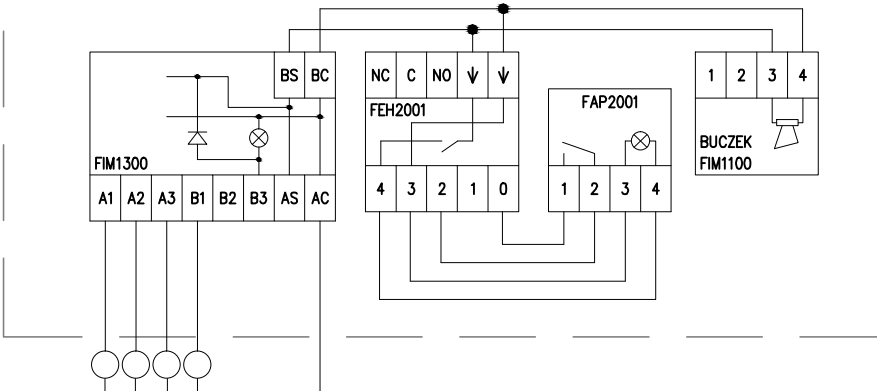 BS BC
FIM1300
A1 A2 A3 B1 B2 B3 AS AC
NC C NO
FEH2001
4 3 2 1 0
FAP2001
1 2 3 4
1 2 3 4
BUCZEK
FIM1100